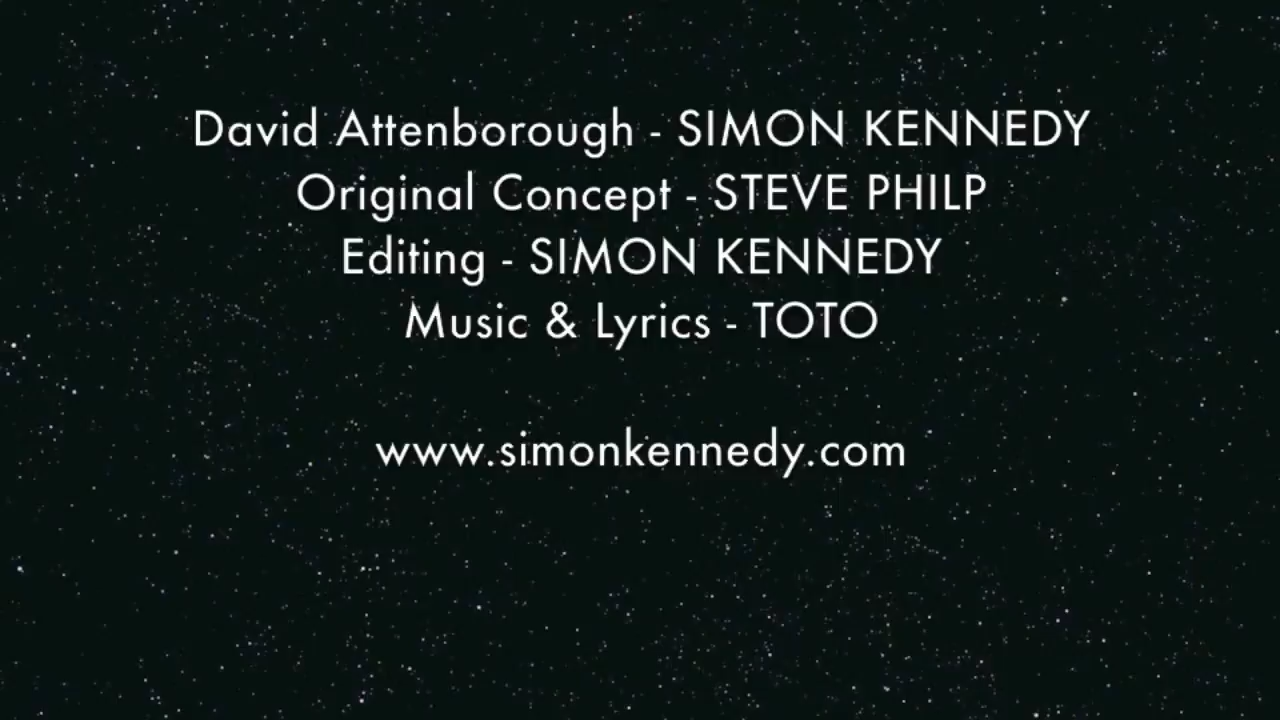 David Attenborough - SIMON KENNEDY
Original Concept - STEVE PHILP
Editing - SIMON KENNEDY
Music & Lyrics - TOTO
www.simonkennedy.com